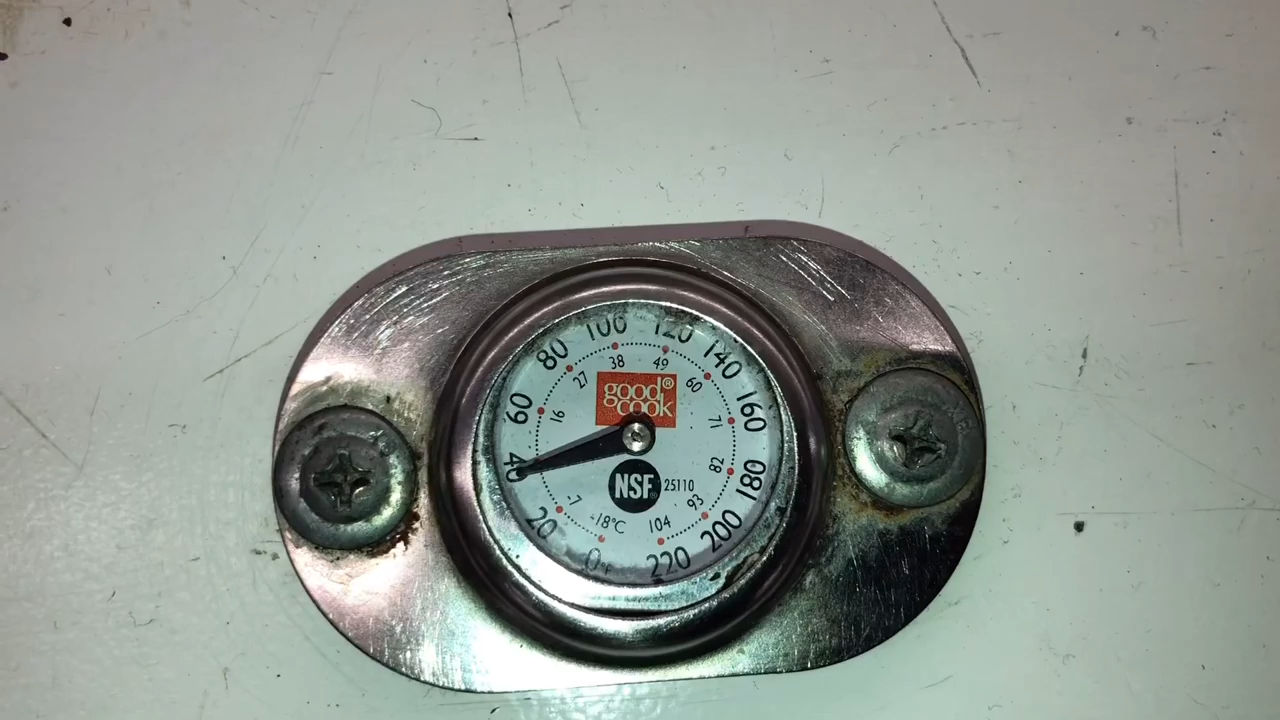 100 120
80 140
38 49
27 60
good®
cook
60 16 71 160
40 82 180
NSF® 25110
-7 93
20 -18°C 104 200
0°F 220